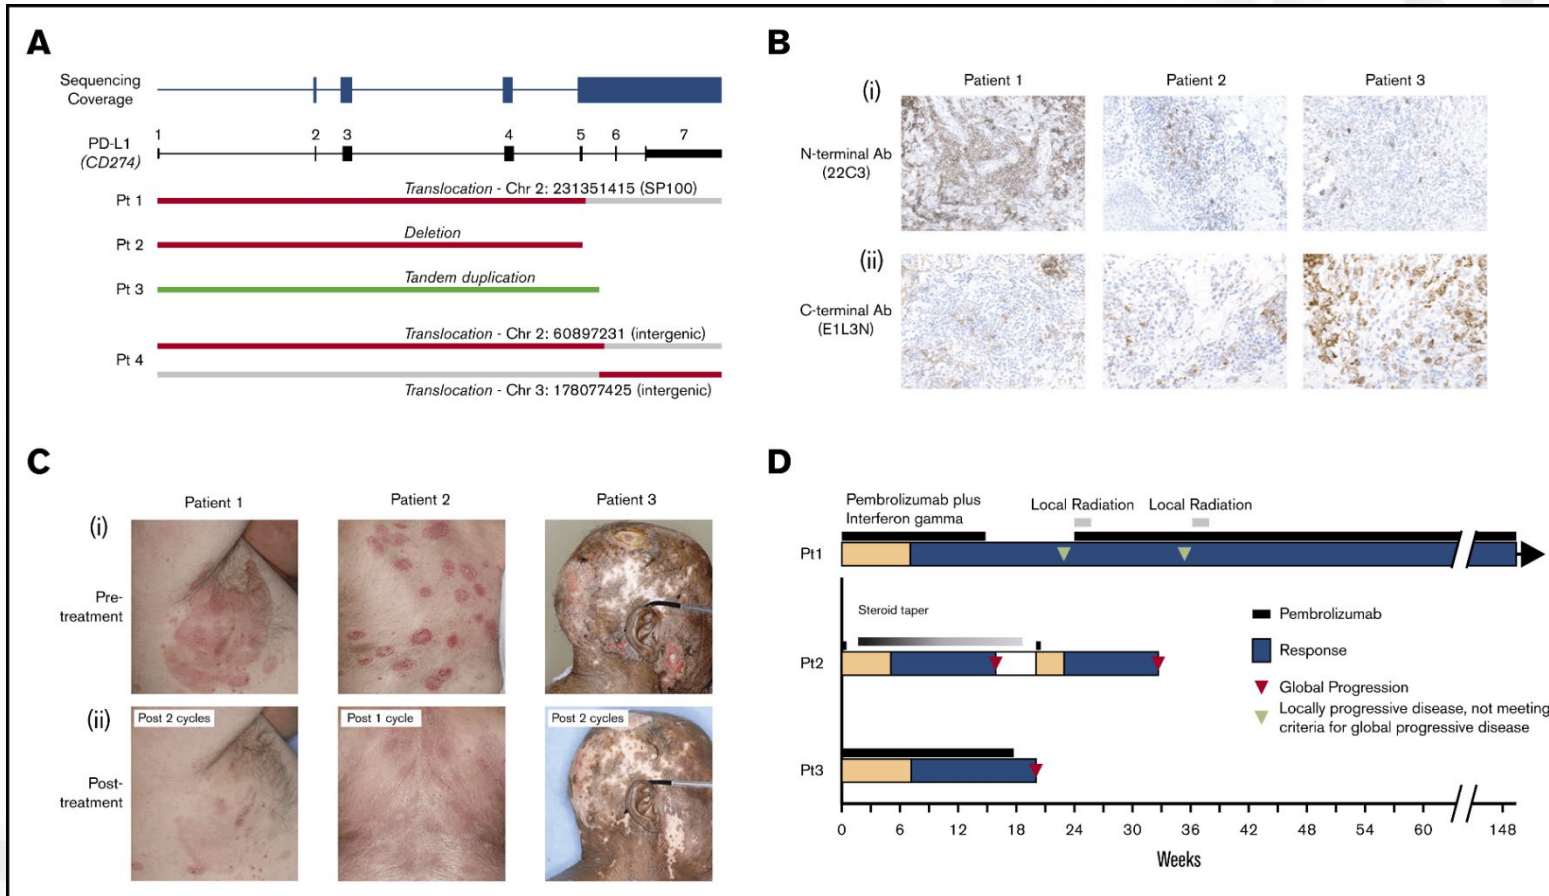 A
Sequencing
Coverage
1 2 3 4 5 6 7
PD-L1
(CD274)
Translocation - Chr 2: 231351415 (SP100)
Pt 1
Deletion
Pt 2
Tandem duplication
Pt 3
Translocation - Chr 2: 60897231 (intergenic)
Pt 4
Translocation - Chr 3: 178077425 (intergenic)
B
Patient 1 Patient 2 Patient 3
(i)
N-terminal Ab
(22C3)
(ii)
C-terminal Ab
(E1L3N)
C
Patient 1 Patient 2 Patient 3
(i)
Pre-
treatment
(ii)
Post 2 cycles Post 1 cycle Post 2 cycles
Post-
treatment
D
Pembrolizumab plus
Interferon gamma
Local Radiation Local Radiation
Pt1
Steroid taper
Pt2
Pt3
Pembrolizumab
Response
Global Progression
Locally progressive disease, not meeting
criteria for global progressive disease
0 6 12 18 24 30 36 42 48 54 60 148
Weeks